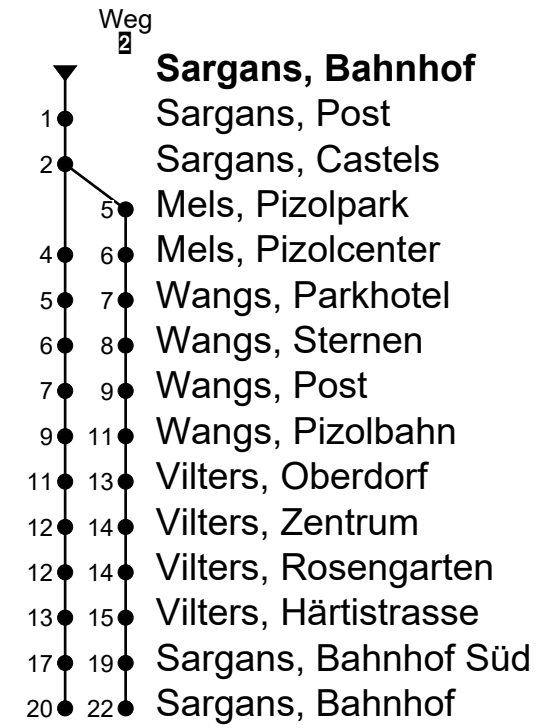 Weg
2
Sargans, Bahnhof
1 Sargans, Post
2 Sargans, Castels
5 Mels, Pizolpark
4 6 Mels, Pizolcenter
5 7 Wangs, Parkhotel
6 8 Wangs, Sternen
7 9 Wangs, Post
9 11 Wangs, Pizolbahn
11 13 Vilters, Oberdorf
12 14 Vilters, Zentrum
12 14 Vilters, Rosengarten
13 15 Vilters, Härtistrasse
17 19 Sargans, Bahnhof Süd
20 22 Sargans, Bahnhof